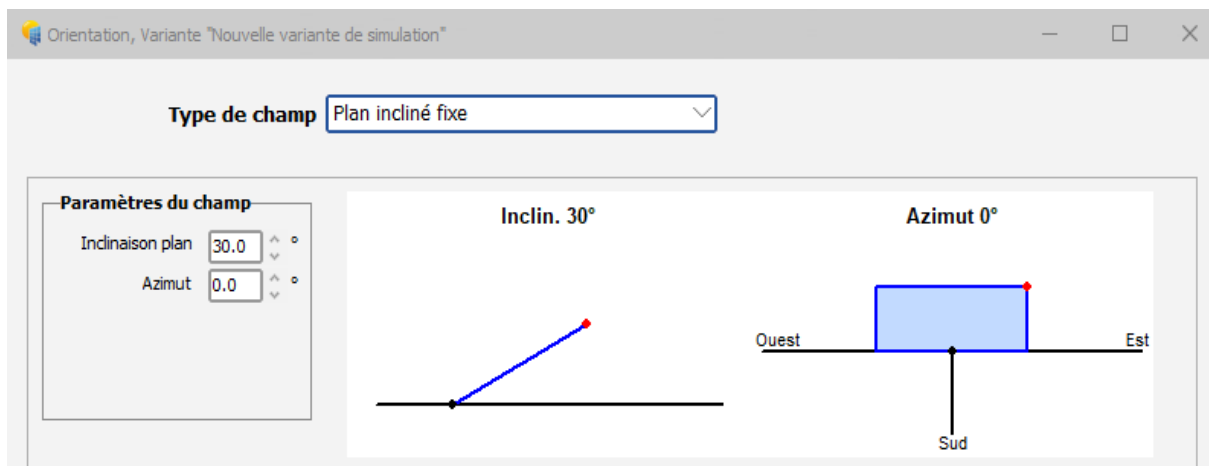 Orientation, Variante "Nouvelle variante de simulation"
Type de champ Plan incliné fixe
Paramètres du champ
Inclinaison plan 30.0 °
Azimut 0.0 °
Inclin. 30°
Azimut 0°
Ouest
Est
Sud